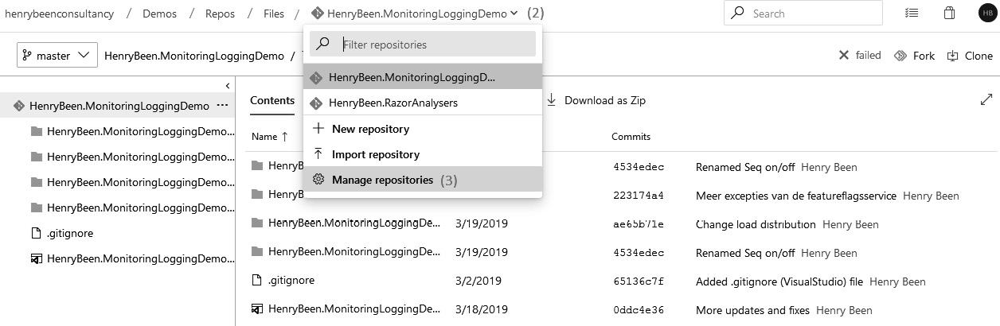 henrybeenconsultancy / Demos / Repos / Files / HenryBeen.MonitoringLoggingDemo (2) Search HB
Filter repositories
master HenryBeen.MonitoringLoggingDemo / failed Fork Clone
HenryBeen.MonitoringLoggingD...
HenryBeen.MonitoringLoggingDemo ... Contents HenryBeen.RazorAnalysers Download as Zip
HenryBeen.MonitoringLoggingDemo... New repository
Name ↑ Commits
HenryBeen.MonitoringLoggingDemo... Import repository
HenryB 4534edec Renamed Seq on/off Henry Been
HenryBeen.MonitoringLoggingDemo... Manage repositories (3)
HenryB 223174a4 Meer excepties van de featureflagsservice Henry Been
HenryBeen.MonitoringLoggingDemo...
HenryBeen.MonitoringLoggingDe... 3/19/2019 ae65b71e Change load distribution Henry Been
.gitignore
HenryBeen.MonitoringLoggingDe... 3/19/2019 4534edec Renamed Seq on/off Henry Been
HenryBeen.MonitoringLoggingDemo...
.gitignore 3/2/2019 65136c7f Added .gitignore (VisualStudio) file Henry Been
HenryBeen.MonitoringLoggingDe... 3/18/2019 0ddc4e36 More updates and fixes Henry Been